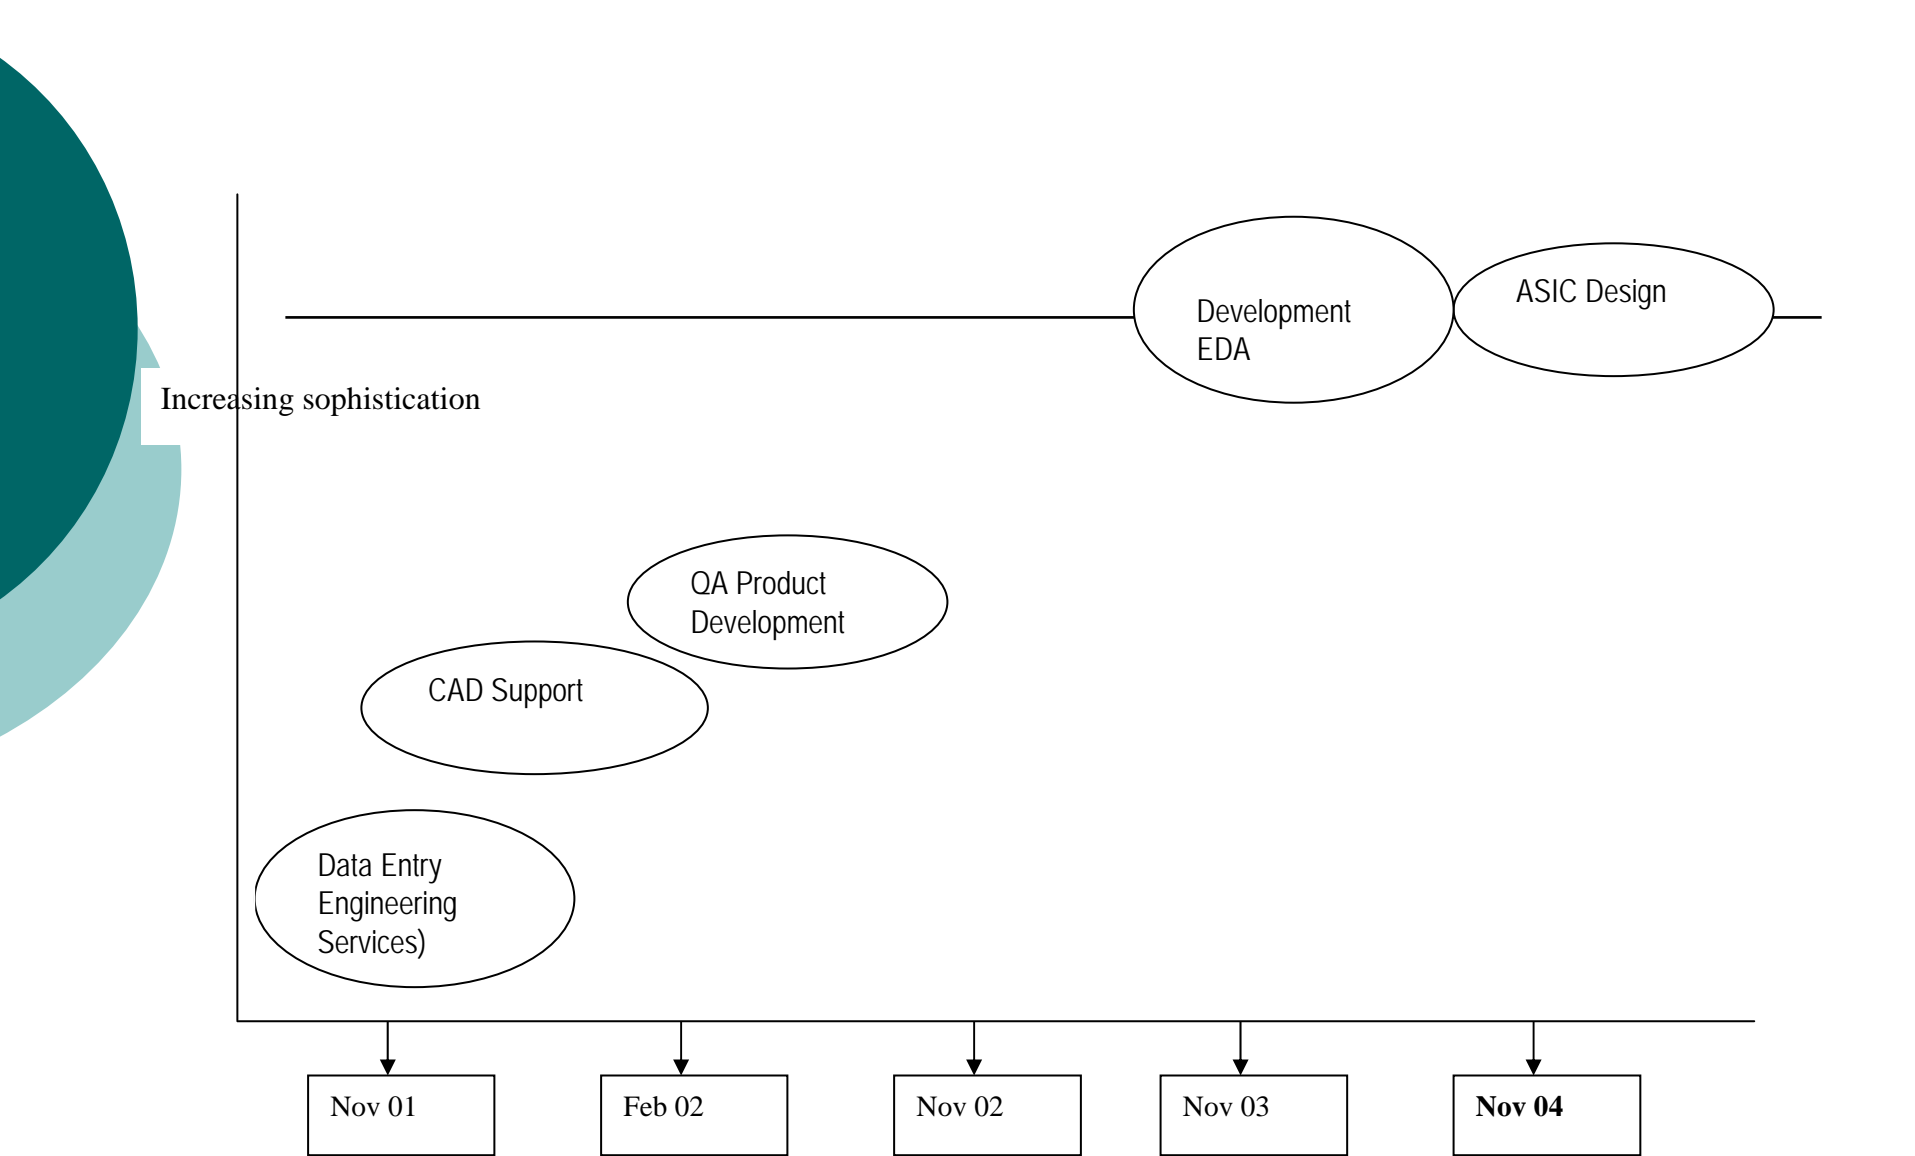 Development
EDA
ASIC Design
Increasing sophistication
QA Product
Development
CAD Support
Data Entry
Engineering
Services)
Nov 01
Feb 02
Nov 02
Nov 03
Nov 04